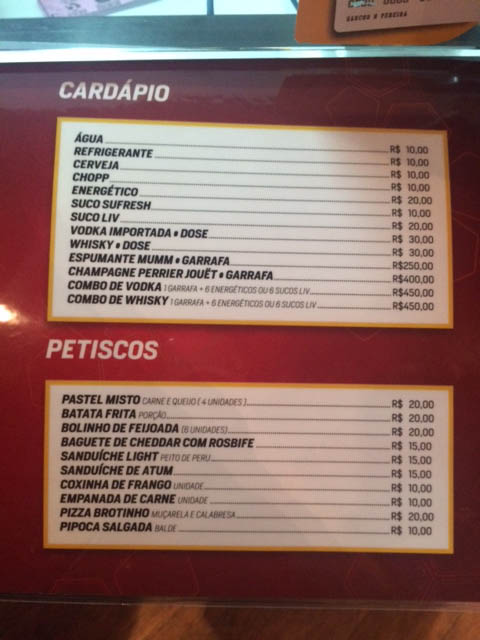 SANTOS E PEREIRA
CARDÁPIO
ÁGUA R$ 10,00
REFRIGERANTE R$ 10,00
CERVEJA R$ 10,00
CHOPP R$ 10,00
ENERGÉTICO R$ 20,00
SUCO SUFRESH R$ 10,00
SUCO LIV R$ 20,00
VODKA IMPORTADA • DOSE R$ 30,00
WHISKY • DOSE R$ 30,00
ESPUMANTE MUMM • GARRAFA R$250,00
CHAMPAGNE PERRIER JOUËT • GARRAFA R$400,00
COMBO DE VODKA 1 GARRAFA + 6 ENERGÉTICOS OU 6 SUCOS LIV R$450,00
COMBO DE WHISKY 1 GARRAFA + 6 ENERGÉTICOS OU 6 SUCOS LIV R$450,00
PETISCOS
PASTEL MISTO CARNE E QUEIJO ( 4 UNIDADES ) R$ 20,00
BATATA FRITA PORÇÃO R$ 20,00
BOLINHO DE FEIJOADA (6 UNIDADES) R$ 20,00
BAGUETE DE CHEDDAR COM ROSBIFE R$ 15,00
SANDUÍCHE LIGHT PEITO DE PERU R$ 15,00
SANDUÍCHE DE ATUM R$ 15,00
COXINHA DE FRANGO UNIDADE R$ 10,00
EMPANADA DE CARNE UNIDADE R$ 10,00
PIZZA BROTINHO MUÇARELA E CALABRESA R$ 20,00
PIPOCA SALGADA BALDE R$ 10,00